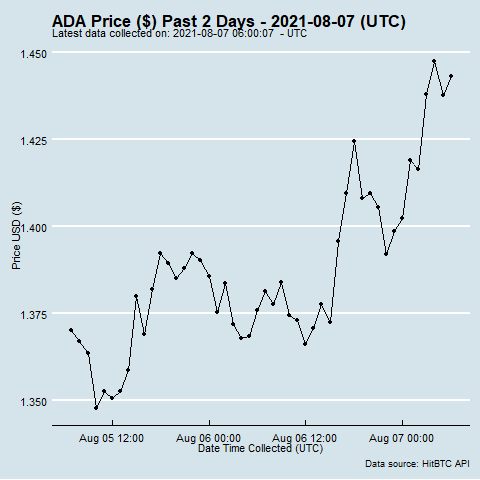 ADA Price ($) Past 2 Days - 2021-08-07 (UTC)
Latest data collected on: 2021-08-07 06:00:07 - UTC
1.450
1.425
1.400
1.375
1.350
Price USD ($)
Aug 05 12:00 Aug 06 00:00 Aug 06 12:00 Aug 07 00:00
Date Time Collected (UTC)
Data source: HitBTC API